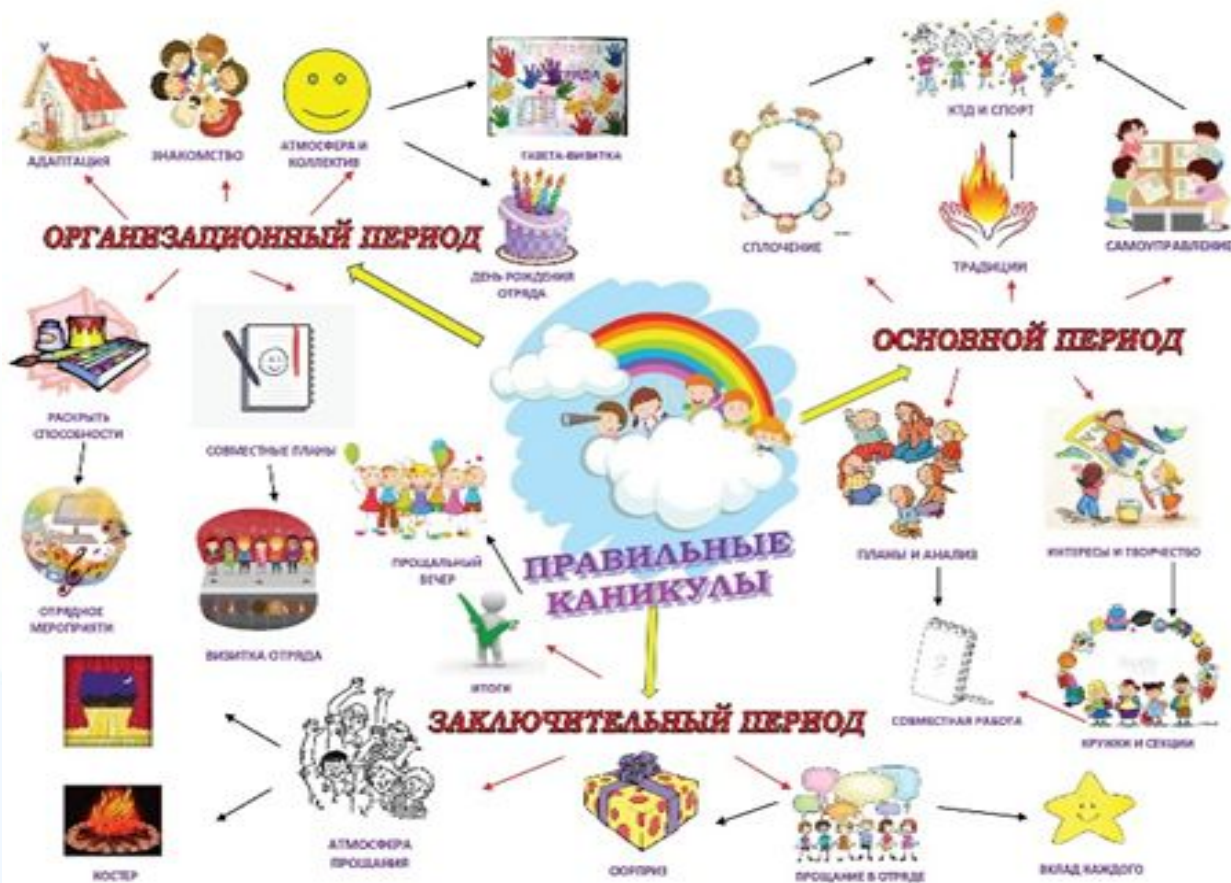 АДАПТАЦИЯ
ЗНАКОМСТВО
АТМОСФЕРА И
КОЛЛЕКТИВ
ГАЗЕТА-ВИЗИТКА
КТД И СПОРТ
ОРГАНИЗАЦИОННЫЙ ПЕРИОД
ДЕНЬ РОЖДЕНИЯ
ОТРЯДА
СПЛОЧЕНИЕ
ТРАДИЦИИ
САМОУПРАВЛЕНИЕ
ОСНОВНОЙ ПЕРИОД
РАСКРЫТЬ
СПОСОБНОСТИ
СОВМЕСТНЫЕ ПЛАНЫ
ПРОЩАЛЬНЫЙ
ВЕЧЕР
ПРАВИЛЬНЫЕ
КАНИКУЛЫ
ПЛАНЫ И АНАЛИЗ
ИНТЕРЕСЫ И ТВОРЧЕСТВО
ОТРЯДНОЕ
МЕРОПРИЯТИ
ВИЗИТКА ОТРЯДА
ИТОГИ
СОВМЕСТНАЯ РАБОТА
КРУЖКИ И СЕКЦИИ
ЗАКЛЮЧИТЕЛЬНЫЙ ПЕРИОД
КОСТЕР
АТМОСФЕРА
ПРОЩАНИЯ
СЮРПРИЗ
ПРОЩАНИЕ В ОТРЯДЕ
ВКЛАД КАЖДОГО